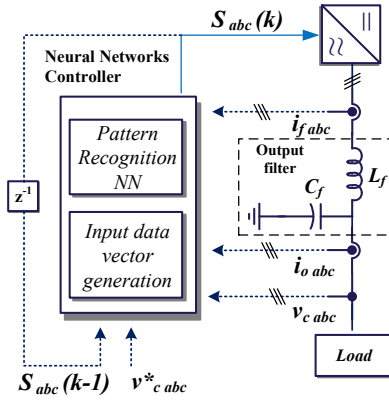 S abc (k)
Neural Networks
Controller
Pattern
Recognition
NN
Input data
vector
generation
z-1
i f abc
Output
filter
L f
C f
i o abc
v c abc
Load
S abc (k-1)
v* c abc